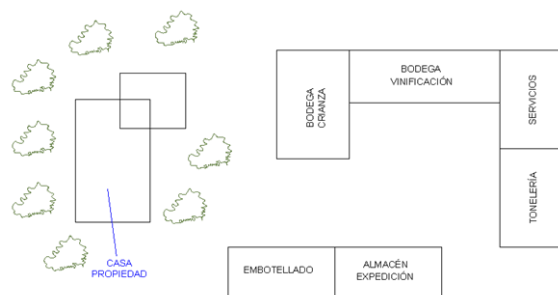 BODEGA
CRIANZA
BODEGA
VINIFICACIÓN
SERVICIOS
TONELERÍA
CASA
PROPIEDAD
EMBOTELLADO
ALMACÉN
EXPEDICIÓN